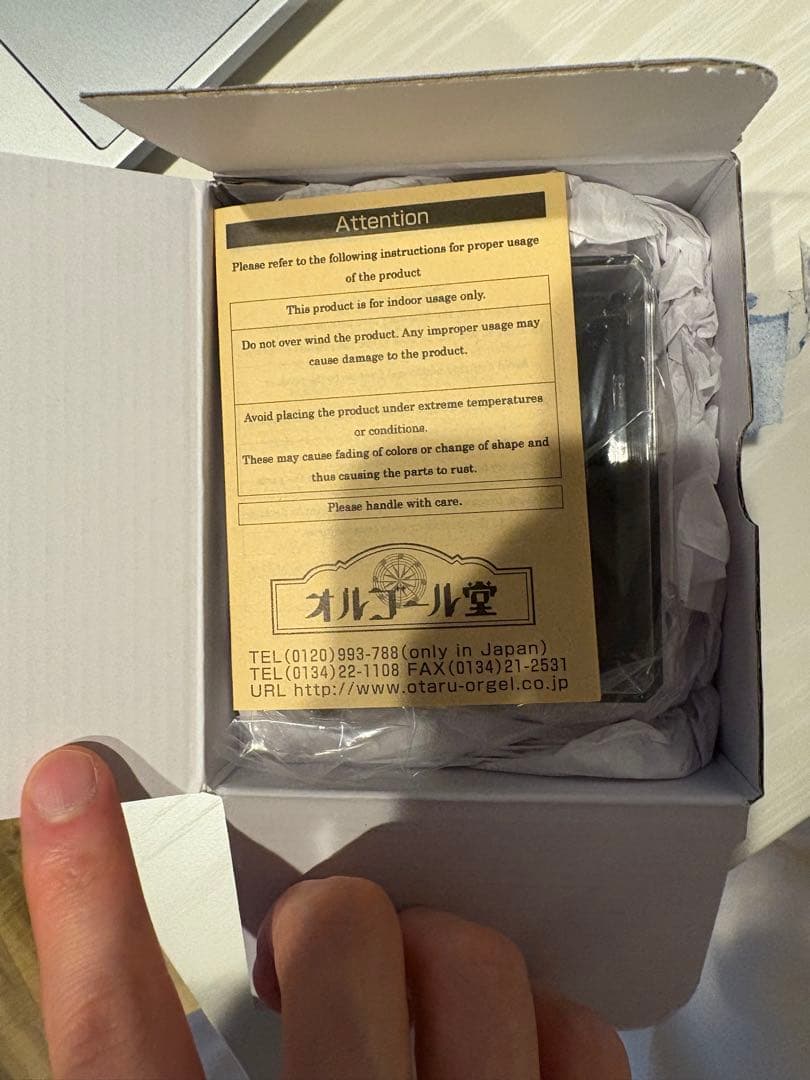 Attention
Please refer to the following instructions for proper usage
of the product
This product is for indoor usage only.
Do not over wind the product. Any improper usage may
cause damage to the product.
Avoid placing the product under extreme temperatures
or conditions.
These may cause fading of colors or change of shape and
thus causing the parts to rust.
Please handle with care.
オルゴール堂
TEL(0120)993-788(only in Japan)
TEL(0134)22-1108 FAX(0134)21-2531
URL http://www.otaru-orgel.co.jp